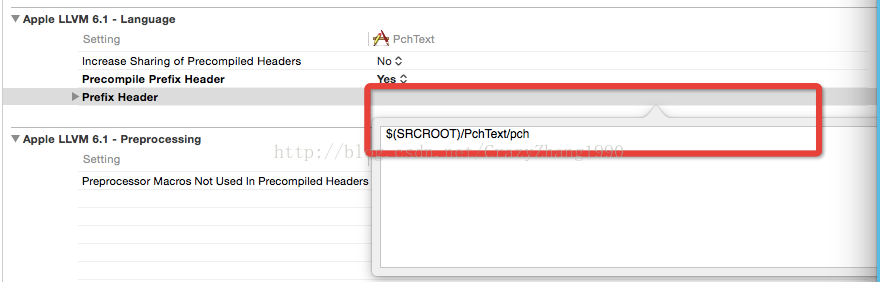 Apple LLVM 6.1 - Language
Setting PchText
Increase Sharing of Precompiled Headers No
Precompile Prefix Header Yes
Prefix Header
$(SRCROOT)/PchText/pch
Apple LLVM 6.1 - Preprocessing
http://blog.csdn.net/CrazyZhang1990
Setting
Preprocessor Macros Not Used In Precompiled Headers